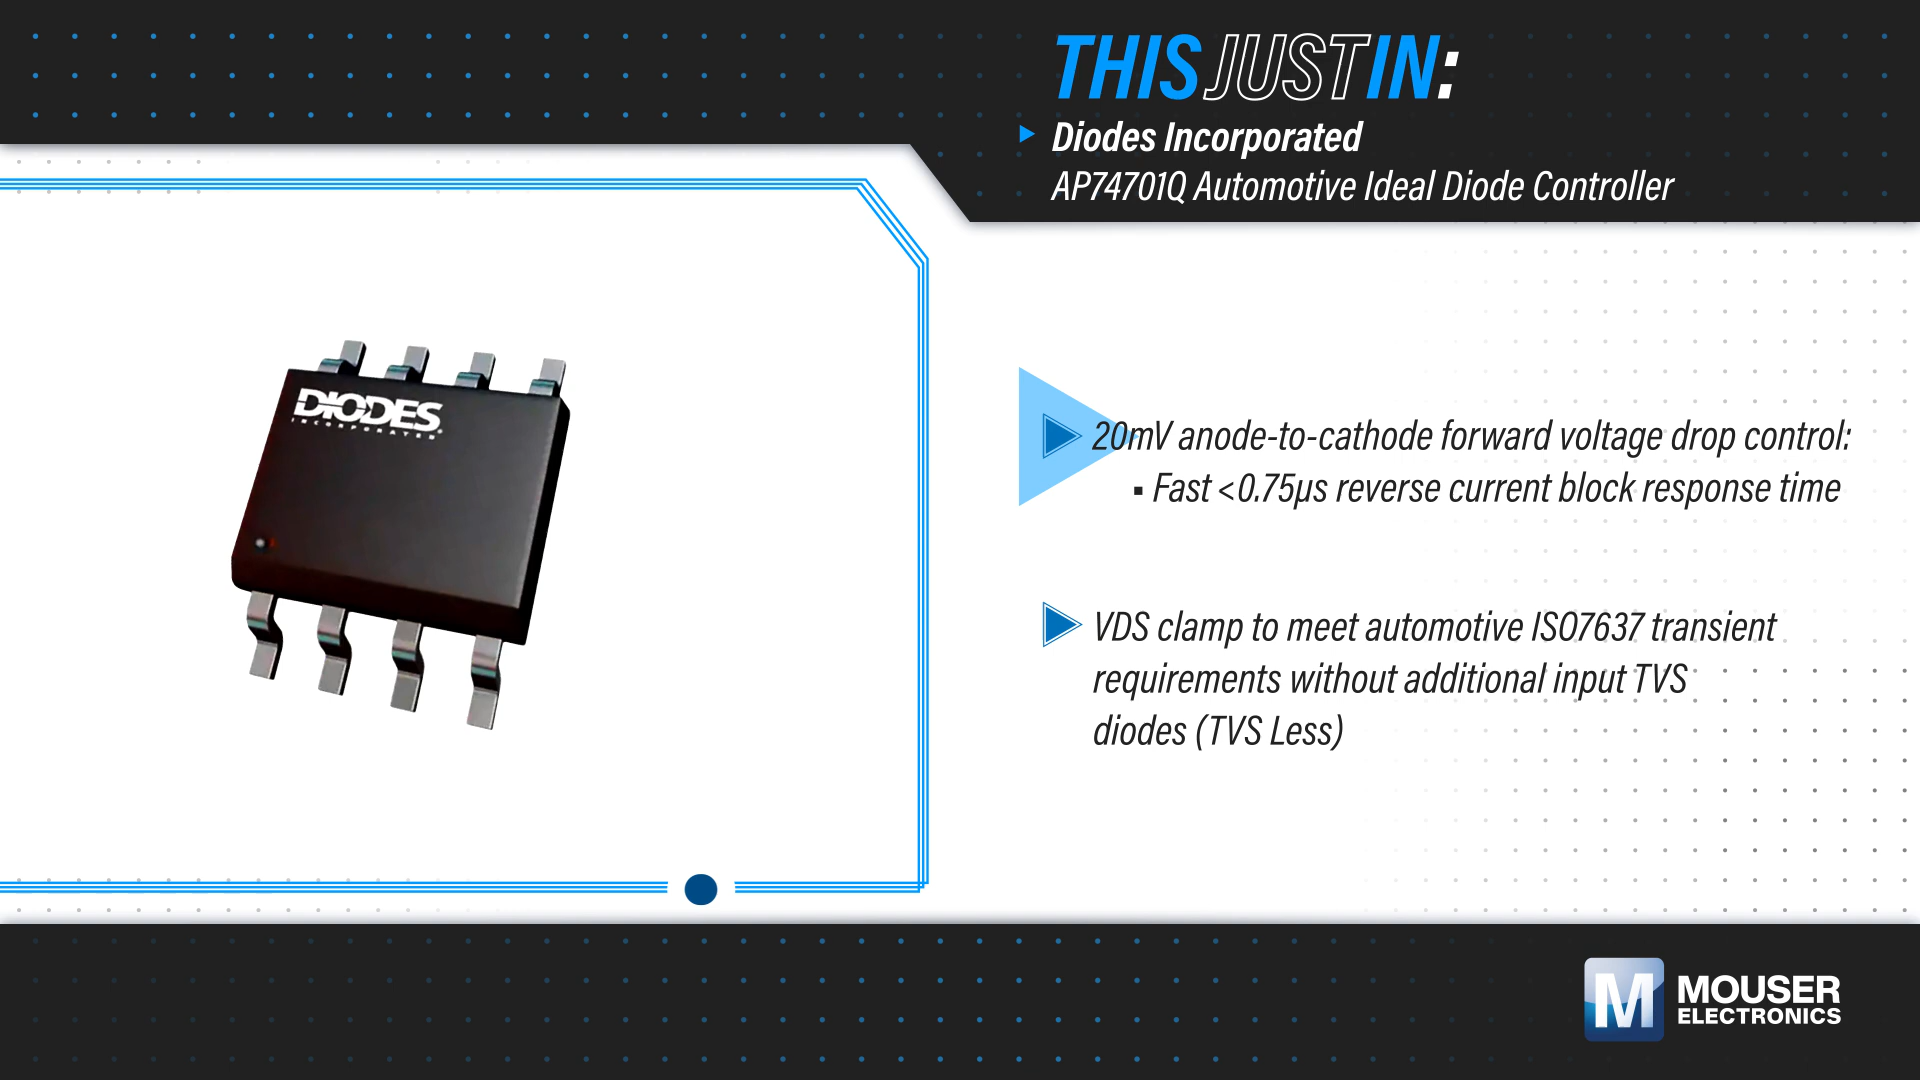 THIS JUST IN:
Diodes Incorporated
AP74701Q Automotive Ideal Diode Controller
DIODES
INCORPORATED®
20mV anode-to-cathode forward voltage drop control:
▪ Fast <0.75µs reverse current block response time
VDS clamp to meet automotive ISO7637 transient
requirements without additional input TVS
diodes (TVS Less)
M MOUSER
ELECTRONICS